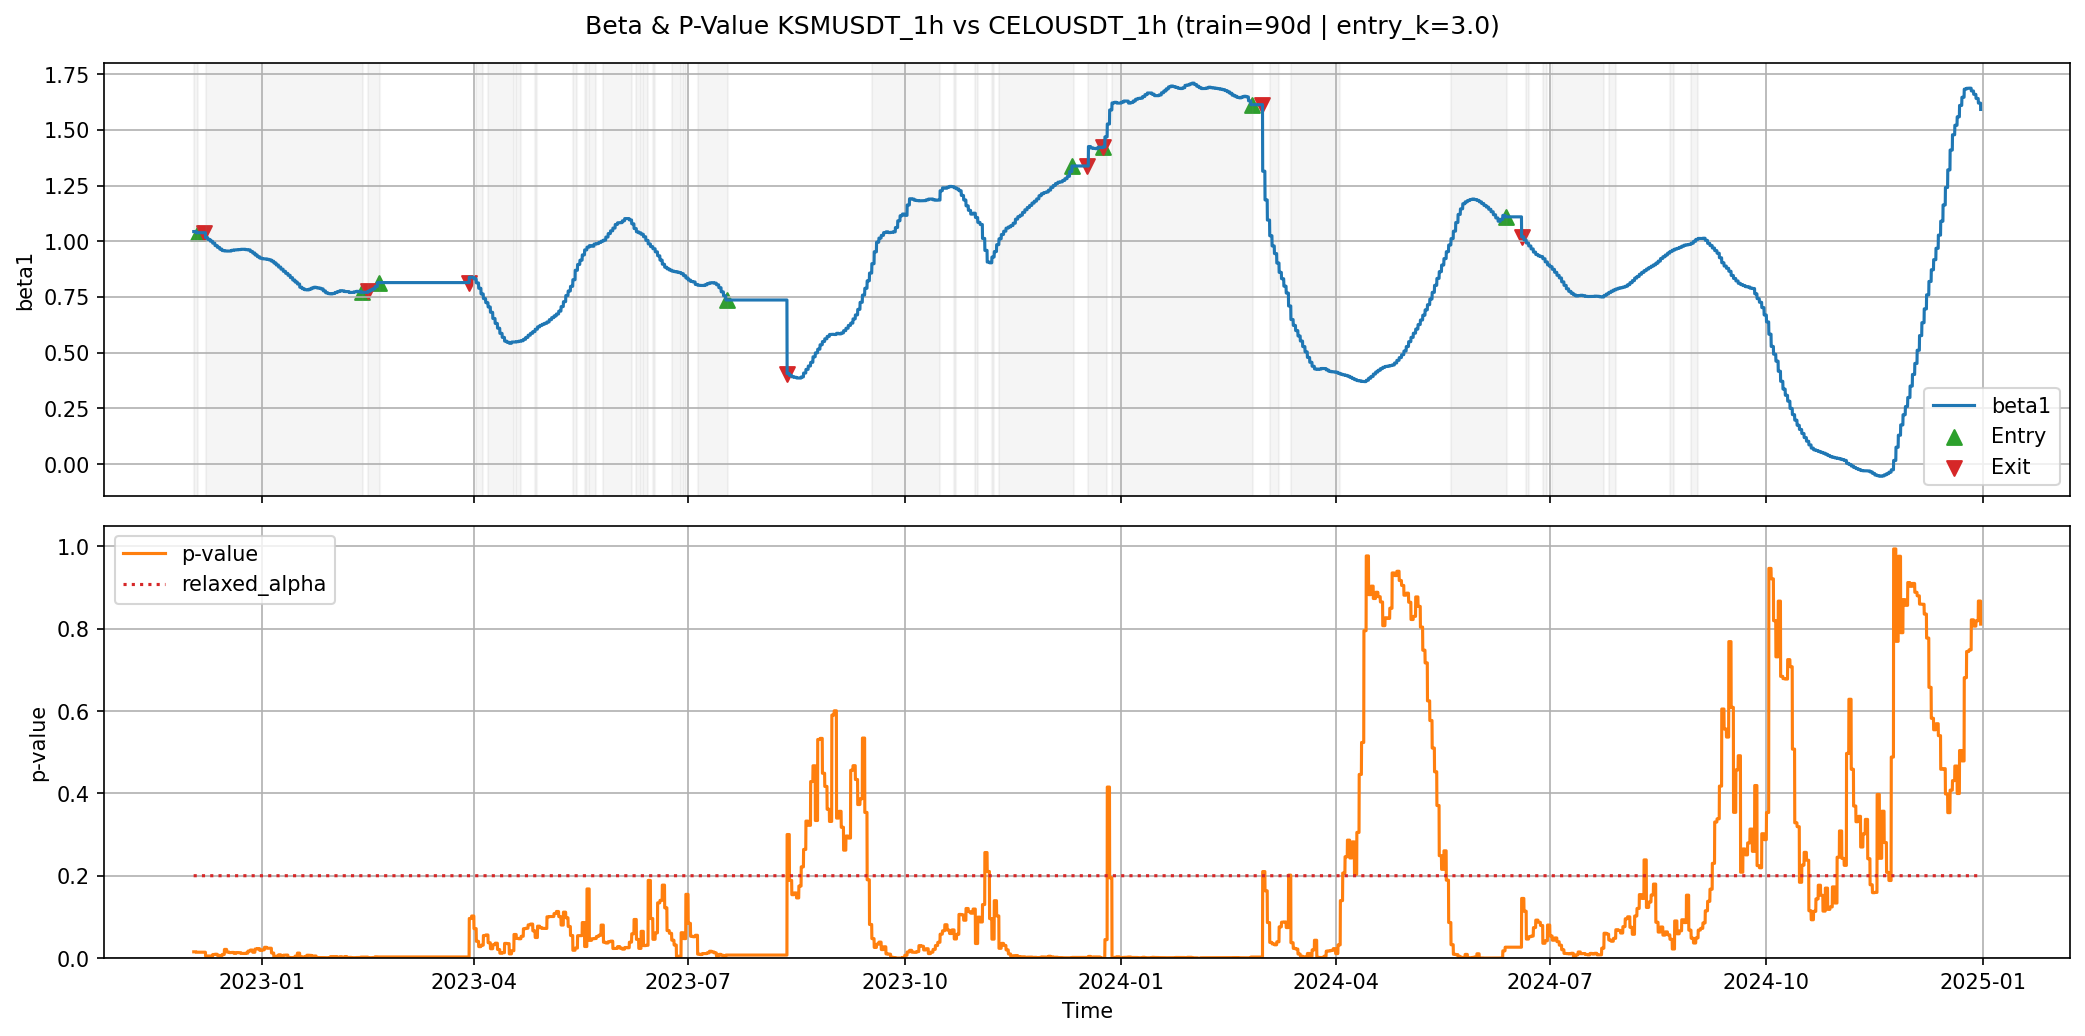 Beta & P-Value KSMUSDT_1h vs CELOUSDT_1h (train=90d | entry_k=3.0)
1.75
1.50
1.25
1.00
0.75
0.50
0.25
0.00
beta1
beta1
Entry
Exit
p-value
relaxed_alpha
1.0
0.8
0.6
0.4
0.2
0.0
p-value
2023-01
2023-04
2023-07
2023-10
2024-01
2024-04
2024-07
2024-10
2025-01
Time